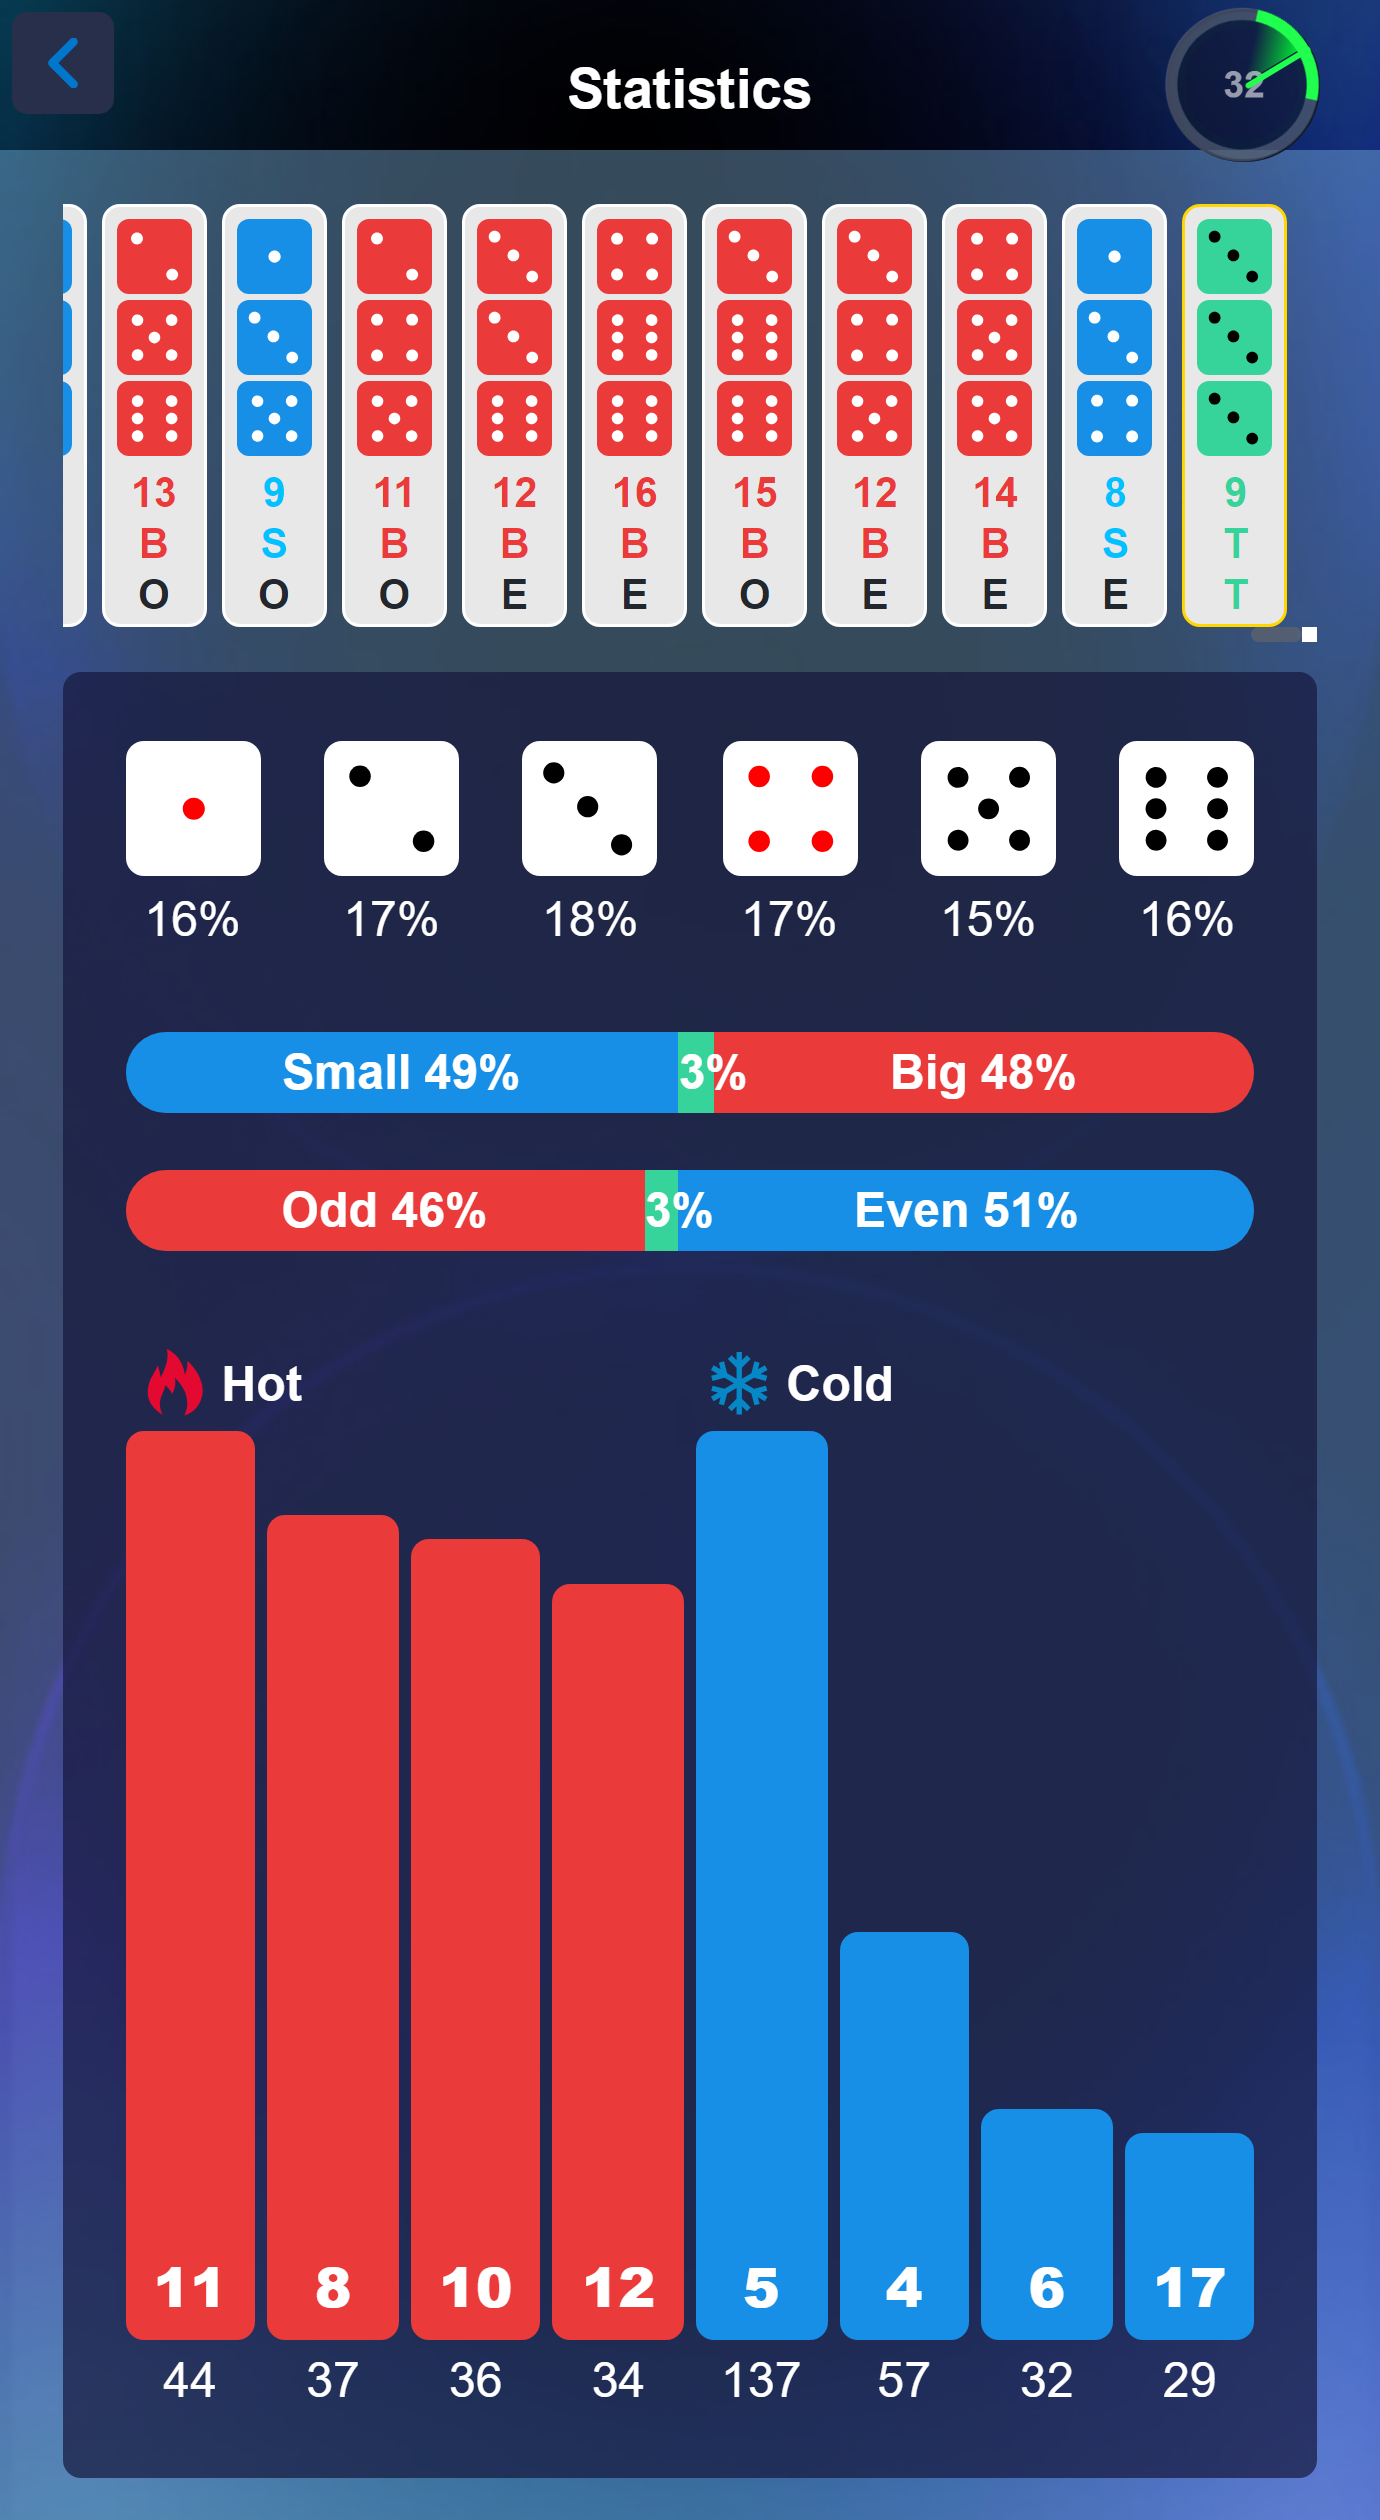 Statistics
32
13 9 11 12 16 15 12 14 8 9
B S B B B B B B S T
O O O E E O E E E T
16% 17% 18% 17% 15% 16%
Small 49% 3% Big 48%
Odd 46% 3% Even 51%
Hot Cold
11 8 10 12 5 4 6 17
44 37 36 34 137 57 32 29